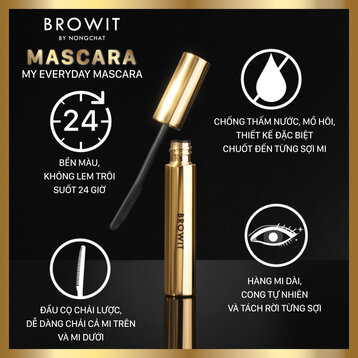 BROWIT
BY NONGCHAT
MASCARA
MY EVERYDAY MASCARA
24
BỀN MÀU,
KHÔNG LEM TRÔI
SUỐT 24 GIỜ
CHỐNG THẤM NƯỚC, MỒ HÔI,
THIẾT KẾ ĐẶC BIỆT
CHUỐT ĐẾN TỪNG SỢI MI
BROWIT
ĐẦU CỌ CHẢI LƯỢC,
DỄ DÀNG CHẢI CẢ MI TRÊN
VÀ MI DƯỚI
HÀNG MI DÀI,
CONG TỰ NHIÊN
VÀ TÁCH RỜI TỪNG SỢI